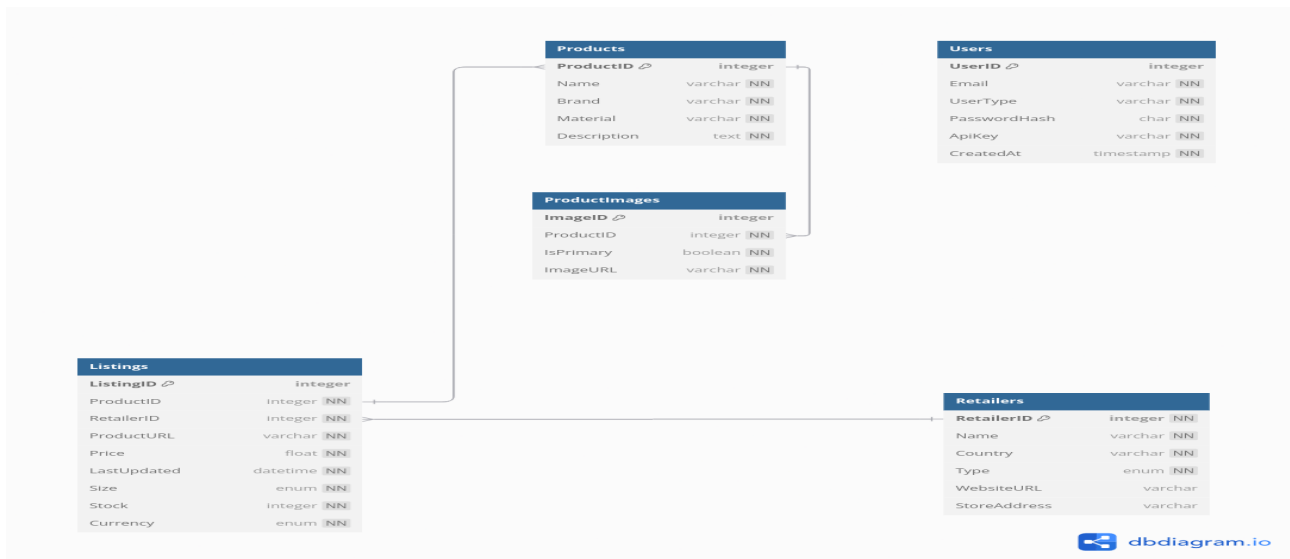 Products
ProductID integer
Name varchar NN
Brand varchar NN
Material varchar NN
Description text NN
Users
UserID integer
Email varchar NN
UserType varchar NN
PasswordHash char NN
ApiKey varchar NN
CreatedAt timestamp NN
ProductImages
ImageID integer
ProductID integer NN
IsPrimary boolean NN
ImageURL varchar NN
Listings
ListingID integer
ProductID integer NN
RetailerID integer NN
ProductURL varchar NN
Price float NN
LastUpdated datetime NN
Size enum NN
Stock integer NN
Currency enum NN
Retailers
RetailerID integer NN
Name varchar NN
Country varchar NN
Type enum NN
WebsiteURL varchar
StoreAddress varchar
dbdiagram.io